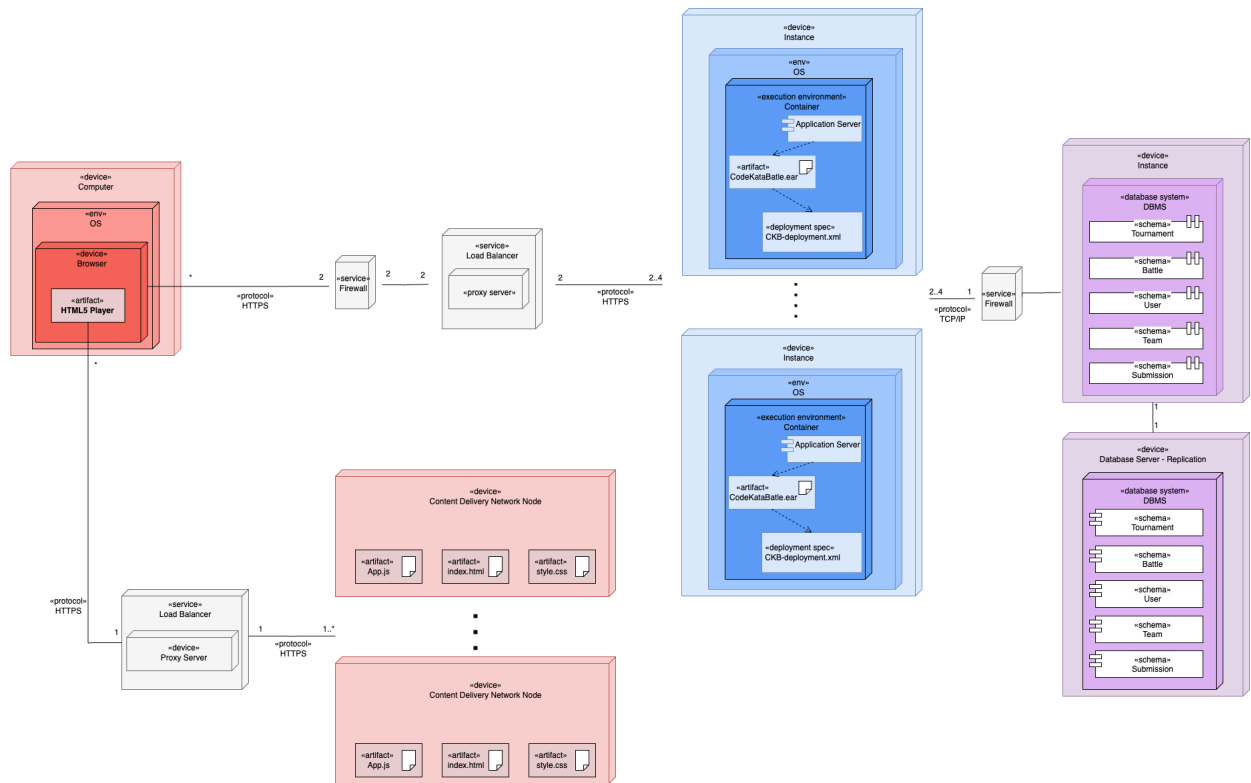 «device»
Computer
«env»
OS
«device»
Browser
«artifact»
HTML5 Player
*
«protocol»
HTTPS
2
«service»
Firewall
2
2
«service»
Load Balancer
«proxy server»
2
«protocol»
HTTPS
2..4
«device»
Instance
«env»
OS
«execution environment»
Container
Application Server
«artifact»
CodeKataBatle.ear
«deployment spec»
CKB-deployment.xml
«device»
Instance
«env»
OS
«execution environment»
Container
Application Server
«artifact»
CodeKataBatle.ear
«deployment spec»
CKB-deployment.xml
2..4
«protocol»
TCP/IP
1
«service»
Firewall
«device»
Instance
«database system»
DBMS
«schema»
Tournament
«schema»
Battle
«schema»
User
«schema»
Team
«schema»
Submission
1
1
«device»
Database Server - Replication
«database system»
DBMS
«schema»
Tournament
«schema»
Battle
«schema»
User
«schema»
Team
«schema»
Submission
*
«protocol»
HTTPS
1
«service»
Load Balancer
«device»
Proxy Server
1
«protocol»
HTTPS
1..*
«device»
Content Delivery Network Node
«artifact»
App.js
«artifact»
index.html
«artifact»
style.css
«device»
Content Delivery Network Node
«artifact»
App.js
«artifact»
index.html
«artifact»
style.css